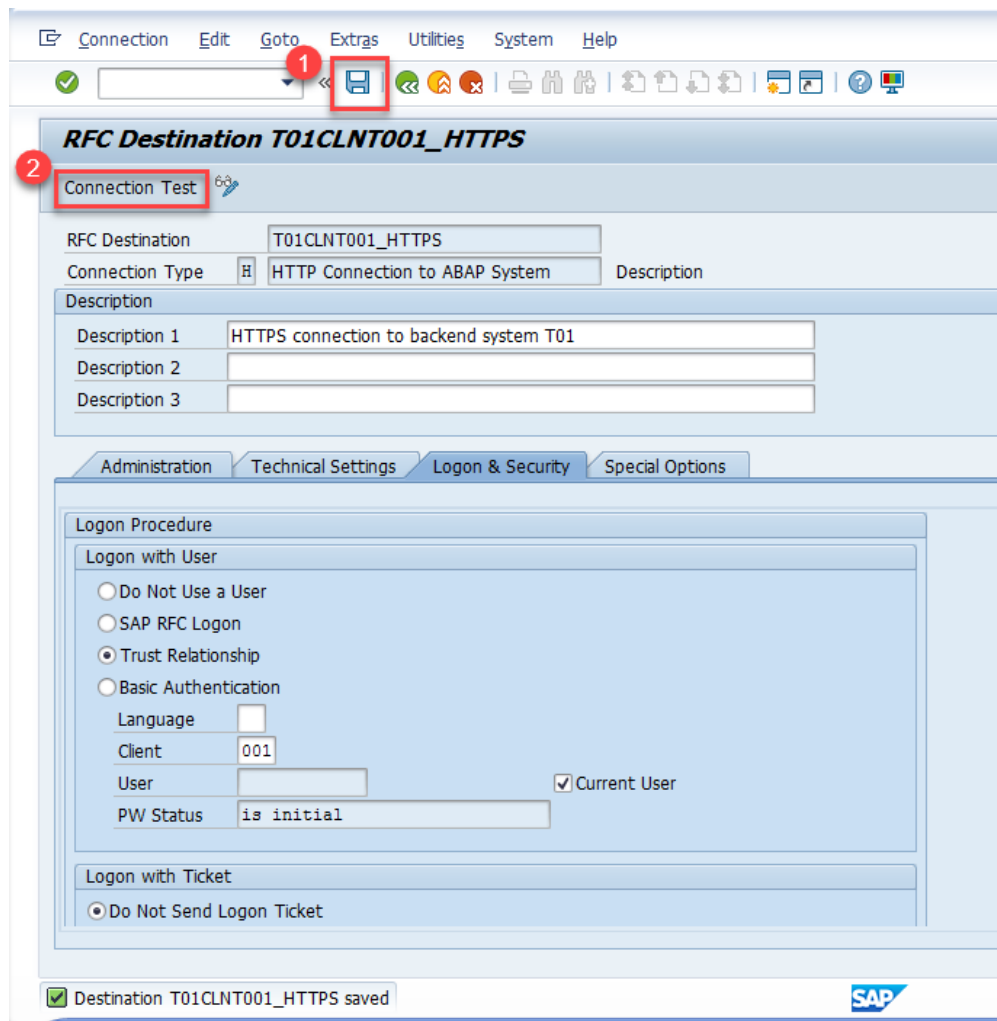 Connection Edit Goto Extras Utilities System Help
1
RFC Destination T01CLNT001_HTTPS
2
Connection Test
RFC Destination T01CLNT001_HTTPS
Connection Type H HTTP Connection to ABAP System Description
Description
Description 1 HTTPS connection to backend system T01
Description 2
Description 3
Administration Technical Settings Logon & Security Special Options
Logon Procedure
Logon with User
Do Not Use a User
SAP RFC Logon
Trust Relationship
Basic Authentication
Language
Client 001
User Current User
PW Status is initial
Logon with Ticket
Do Not Send Logon Ticket
Destination T01CLNT001_HTTPS saved SAP